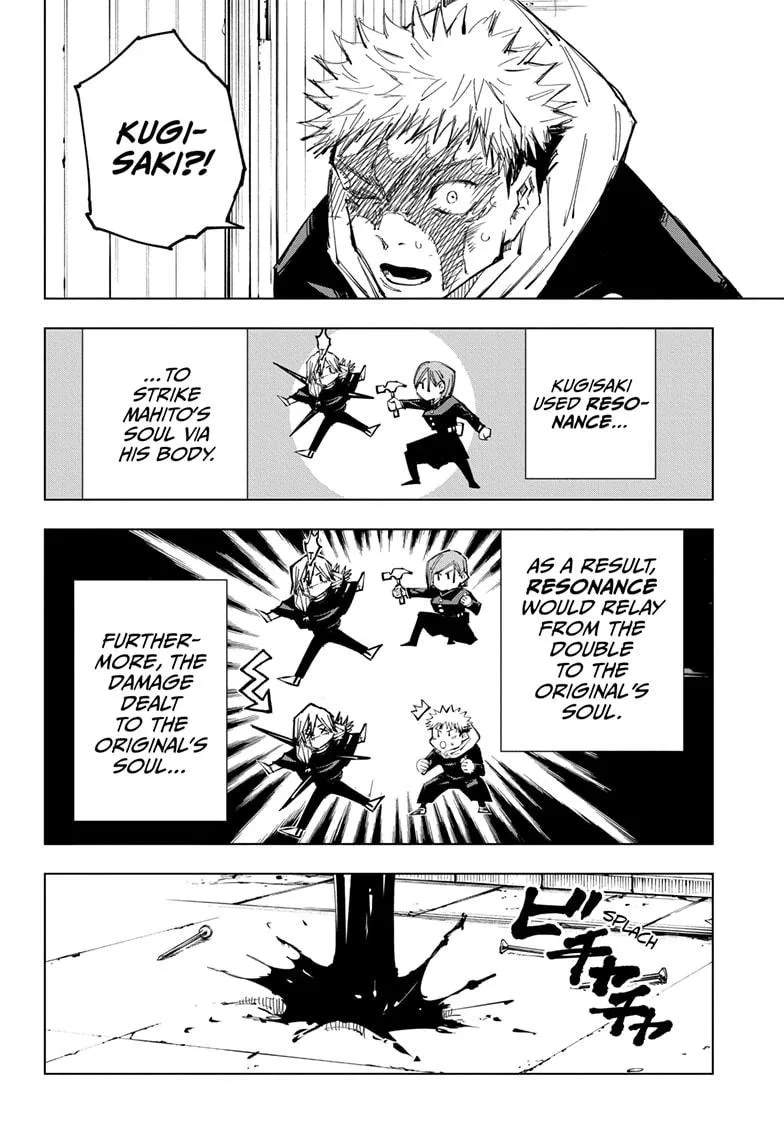 KUGI-
SAKI?!
KUGISAKI
USED RESO-
NANCE...
...TO
STRIKE
MAHITO'S
SOUL VIA
HIS BODY.
AS A RESULT,
RESONANCE
WOULD RELAY
FROM THE
DOUBLE
TO THE
ORIGINAL'S
SOUL.
FURTHER-
MORE, THE
DAMAGE
DEALT
TO THE
ORIGINAL'S
SOUL...
ビチャチャ
SPLACH